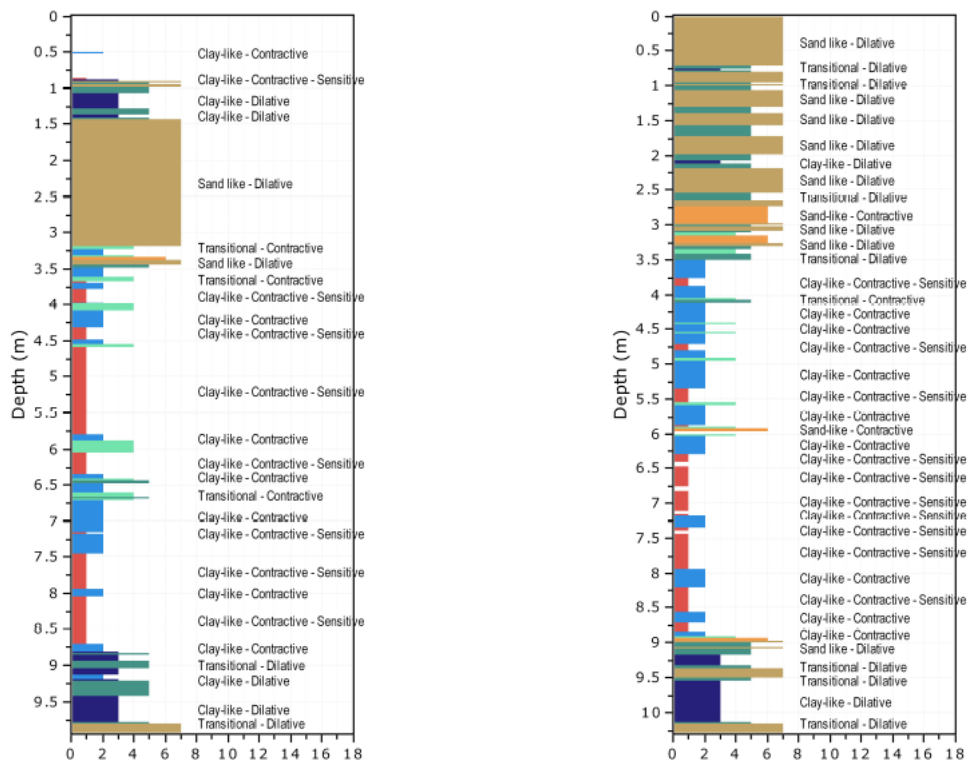 0
0.5
1
1.5
2
2.5
3
3.5
4
4.5
5
5.5
6
6.5
7
7.5
8
8.5
9
9.5
Depth (m)
Clay-like - Contractive
Clay-like - Contractive - Sensitive
Clay-like - Dilative
Clay-like - Dilative
Sand like - Dilative
Transitional - Contractive
Sand like - Dilative
Transitional - Contractive
Clay-like - Contractive - Sensitive
Clay-like - Contractive
Clay-like - Contractive - Sensitive
Clay-like - Contractive - Sensitive
Clay-like - Contractive
Clay-like - Contractive - Sensitive
Clay-like - Contractive
Transitional - Contractive
Clay-like - Contractive
Clay-like - Contractive - Sensitive
Clay-like - Contractive - Sensitive
Clay-like - Contractive
Clay-like - Contractive - Sensitive
Clay-like - Contractive
Transitional - Dilative
Clay-like - Dilative
Clay-like - Dilative
Transitional - Dilative
0 2 4 6 8 10 12 14 16 18
0
0.5
1
1.5
2
2.5
3
3.5
4
4.5
5
5.5
6
6.5
7
7.5
8
8.5
9
9.5
10
Depth (m)
Sand like - Dilative
Transitional - Dilative
Transitional - Dilative
Sand like - Dilative
Sand like - Dilative
Sand like - Dilative
Clay-like - Dilative
Sand like - Dilative
Transitional - Dilative
Sand-like - Contractive
Sand like - Dilative
Sand like - Dilative
Transitional - Dilative
Clay-like - Contractive - Sensitive
Transitional - Contractive
Clay-like - Contractive
Clay-like - Contractive
Clay-like - Contractive - Sensitive
Clay-like - Contractive
Clay-like - Contractive - Sensitive
Clay-like - Contractive
Sand-like - Contractive
Clay-like - Contractive
Clay-like - Contractive - Sensitive
Clay-like - Contractive - Sensitive
Clay-like - Contractive - Sensitive
Clay-like - Contractive - Sensitive
Clay-like - Contractive - Sensitive
Clay-like - Contractive - Sensitive
Clay-like - Contractive
Clay-like - Contractive - Sensitive
Clay-like - Contractive
Clay-like - Contractive
Sand like - Dilative
Transitional - Dilative
Transitional - Dilative
Clay-like - Dilative
Transitional - Dilative
0 2 4 6 8 10 12 14 16 18